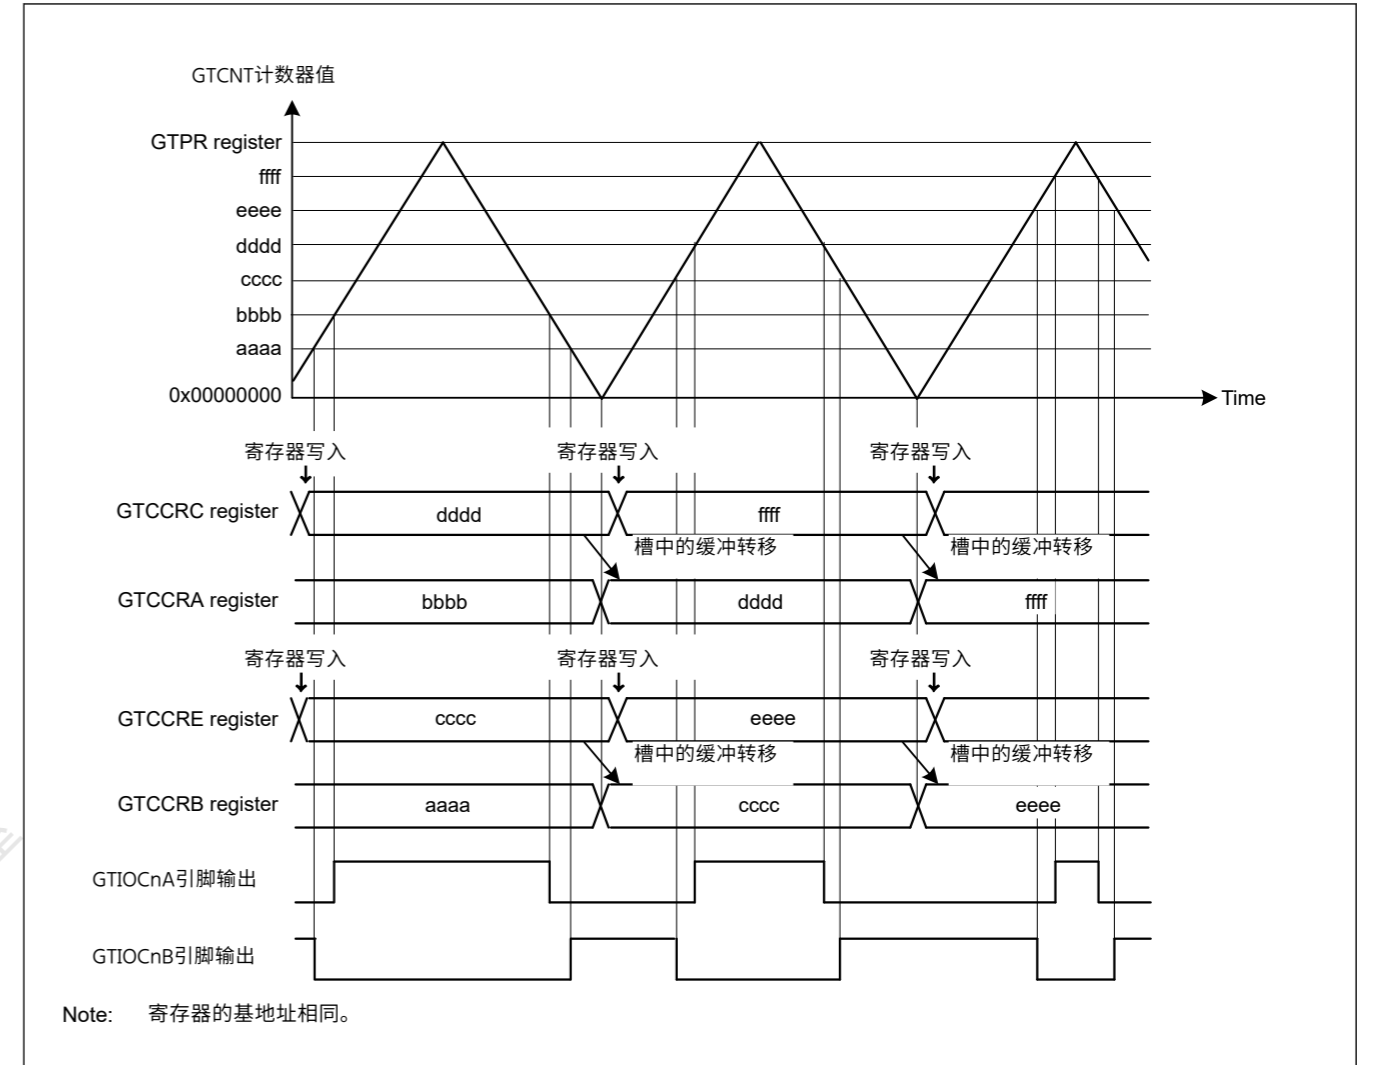 GTCNT计数器值
GTPR register
ffff
eeee
dddd
cccc
bbbb
aaaa
0x00000000
Time
寄存器写入 寄存器写入 寄存器写入
GTCCRC register dddd ffff
槽中的缓冲转移 槽中的缓冲转移
GTCCRA register bbbb dddd ffff
寄存器写入 寄存器写入 寄存器写入
GTCCRE register cccc eeee
槽中的缓冲转移 槽中的缓冲转移
GTCCRB register aaaa cccc eeee
GTIOCnA引脚输出
GTIOCnB引脚输出
Note: 寄存器的基地址相同。